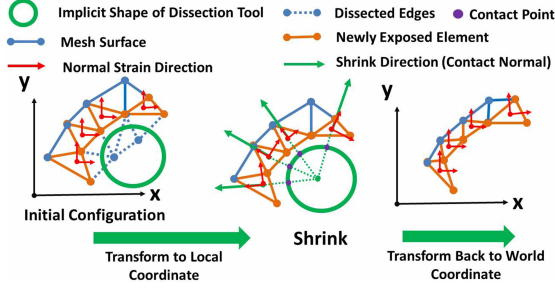 Implicit Shape of Dissection Tool
Dissected Edges
Contact Point
Mesh Surface
Newly Exposed Element
Normal Strain Direction
Shrink Direction (Contact Normal)
y
y
x
x
Initial Configuration
Shrink
Transform to Local
Coordinate
Transform Back to World
Coordinate